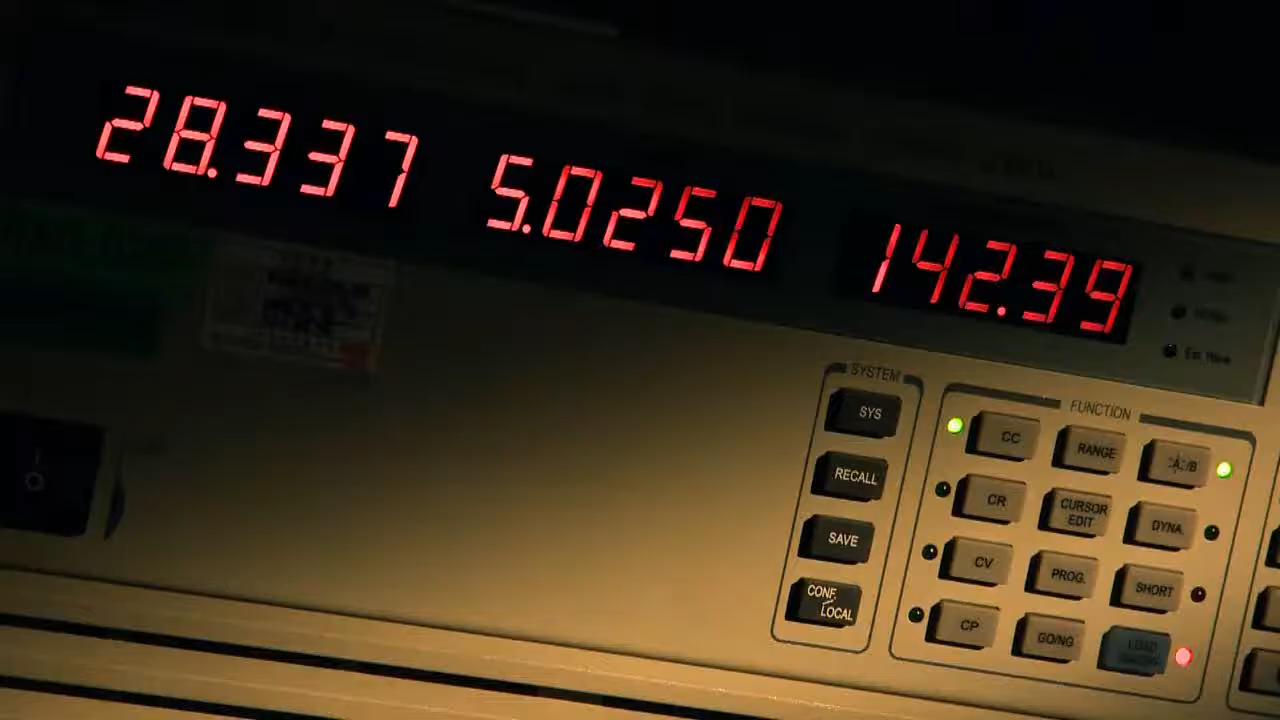 28.337 5.0250 142.39
SYSTEM
SYS
RECALL
SAVE
CONF.
LOCAL
FUNCTION
CC RANGE A/B
CR CURSOR EDIT DYNA.
CV PROG. SHORT
CP GO/NG LOAD